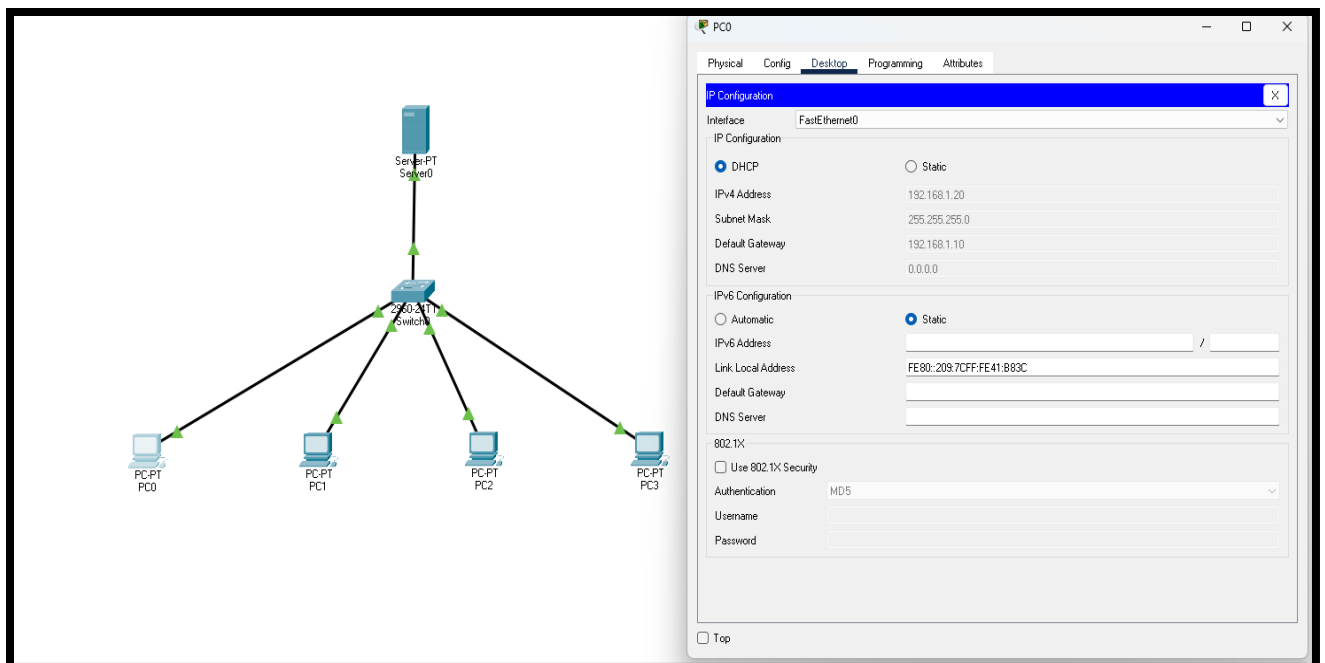 Server-PT
Server0
2960-24TT
Switch0
PC-PT
PC0
PC-PT
PC1
PC-PT
PC2
PC-PT
PC3
PC0
Physical Config Desktop Programming Attributes
IP Configuration X
Interface FastEthernet0
IP Configuration
DHCP Static
IPv4 Address 192.168.1.20
Subnet Mask 255.255.255.0
Default Gateway 192.168.1.10
DNS Server 0.0.0.0
IPv6 Configuration
Automatic Static
IPv6 Address /
Link Local Address FE80::209:7CFF:FE41:B83C
Default Gateway
DNS Server
802.1X
Use 802.1X Security
Authentication MD5
Username
Password
Top